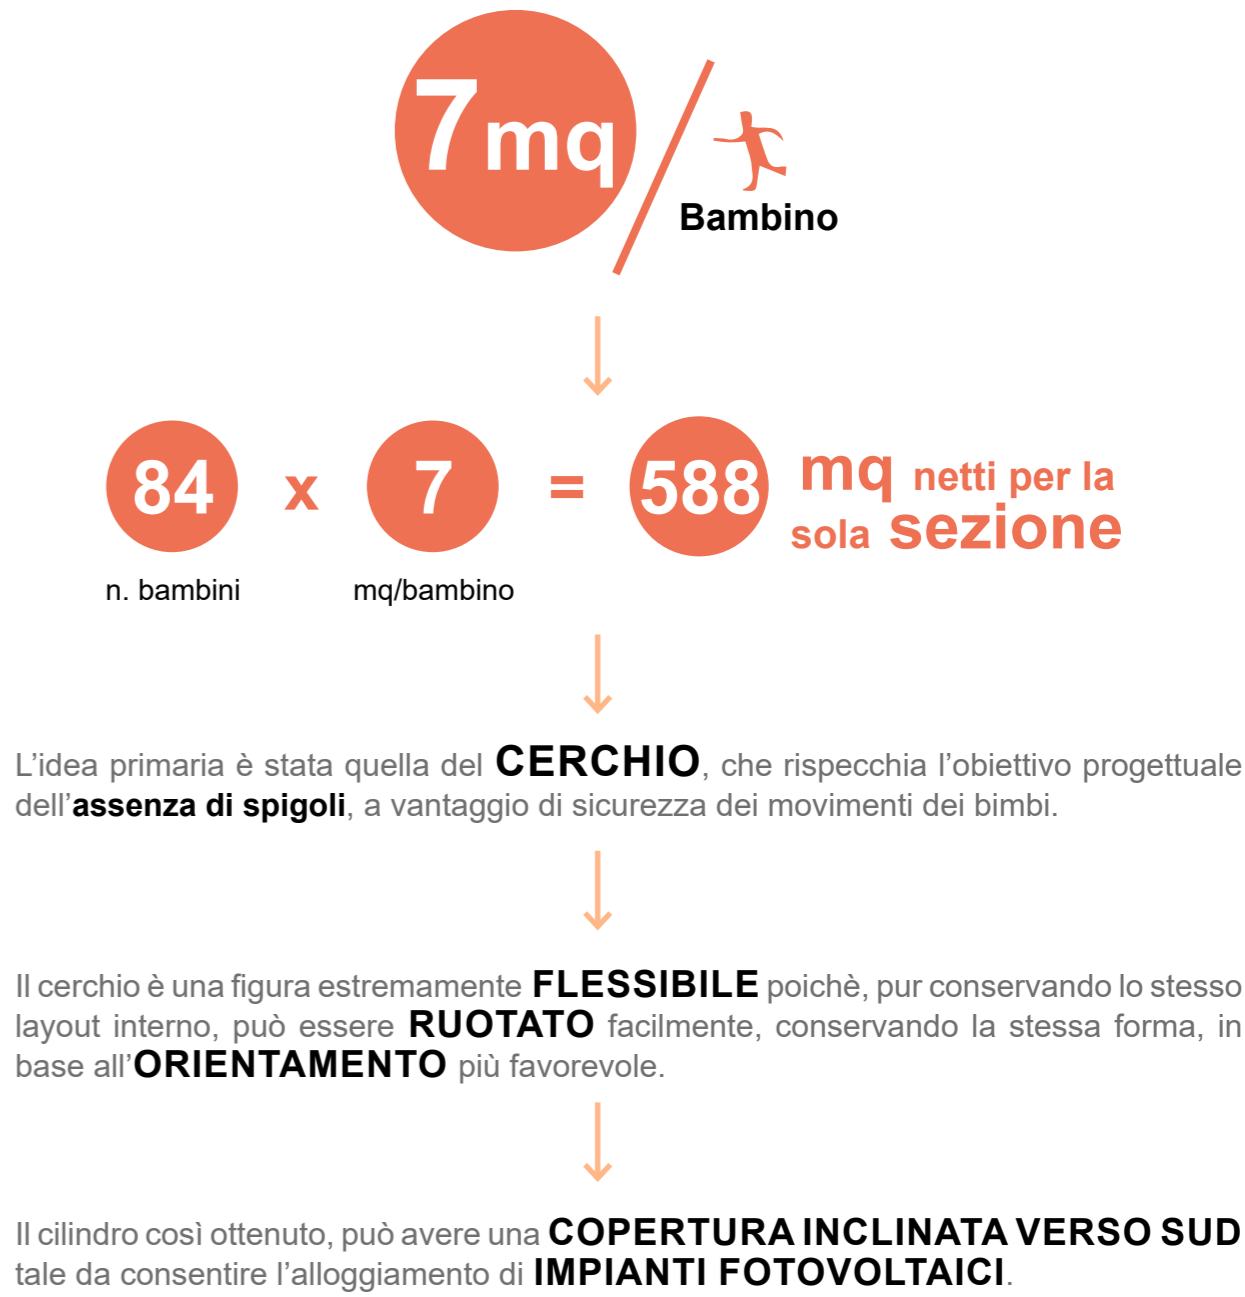 7mq
Bambino
84 x 7 = 588 mq netti per la
sola sezione
n. bambini mq/bambino
L’idea primaria è stata quella del CERCHIO, che rispecchia l’obiettivo progettuale
dell’assenza di spigoli, a vantaggio di sicurezza dei movimenti dei bimbi.
Il cerchio è una figura estremamente FLESSIBILE poichè, pur conservando lo stesso
layout interno, può essere RUOTATO facilmente, conservando la stessa forma, in
base all’ORIENTAMENTO più favorevole.
Il cilindro così ottenuto, può avere una COPERTURA INCLINATA VERSO SUD
tale da consentire l’alloggiamento di IMPIANTI FOTOVOLTAICI.